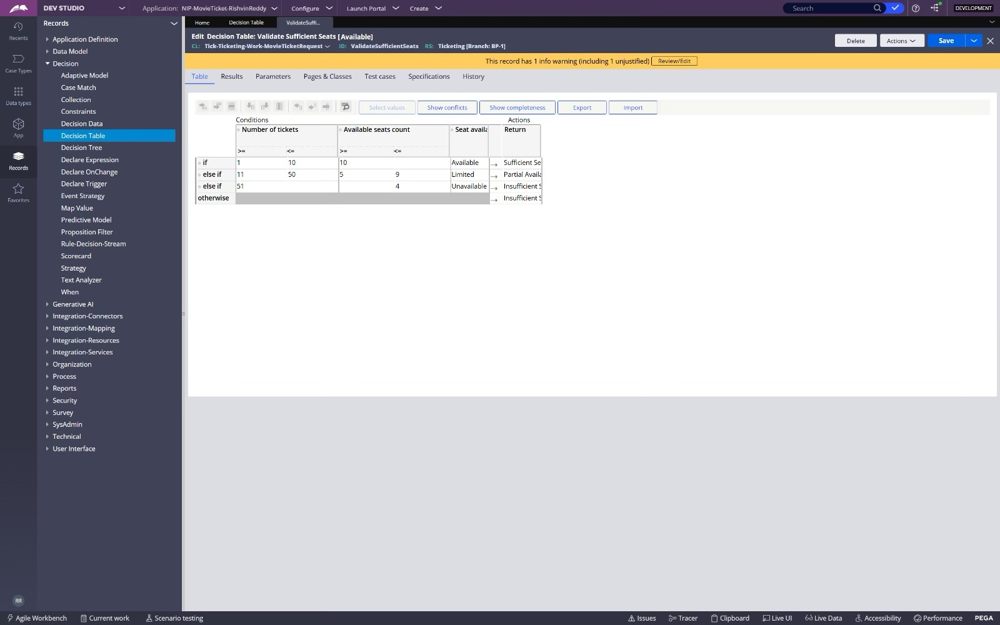 DEV STUDIO
Application: NIP-MovieTicket-RishvinReddy
Configure
Launch Portal
Create
Search
DEVELOPMENT
Recents
Case Types
Data types
App
Records
Favorites
RR
Records
Application Definition
Data Model
Decision
Adaptive Model
Case Match
Collection
Constraints
Decision Data
Decision Table
Decision Tree
Declare Expression
Declare OnChange
Declare Trigger
Event Strategy
Map Value
Predictive Model
Proposition Filter
Rule-Decision-Stream
Scorecard
Strategy
Text Analyzer
When
Generative AI
Integration-Connectors
Integration-Mapping
Integration-Resources
Integration-Services
Organization
Process
Reports
Security
Survey
SysAdmin
Technical
User Interface
Home Decision Table ValidateSuffi...
Edit Decision Table: Validate Sufficient Seats [Available]
CL: Tick-Ticketing-Work-MovieTicketRequest ID: ValidateSufficientSeats RS: Ticketing [Branch: BP-1]
Delete Actions Save
This record has 1 info warning (including 1 unjustified) Review/Edit
Table Results Parameters Pages & Classes Test cases Specifications History
Select values Show conflicts Show completeness Export Import
Conditions Actions
Number of tickets Available seats count Seat availa Return
>= <= >= <=
if 1 10 10 Available → Sufficient Se
else if 11 50 5 9 Limited → Partial Availa
else if 51 4 Unavailable → Insufficient S
otherwise → Insufficient S
Agile Workbench Current work Scenario testing Issues Tracer Clipboard Live UI Live Data Accessibility Performance PEGA